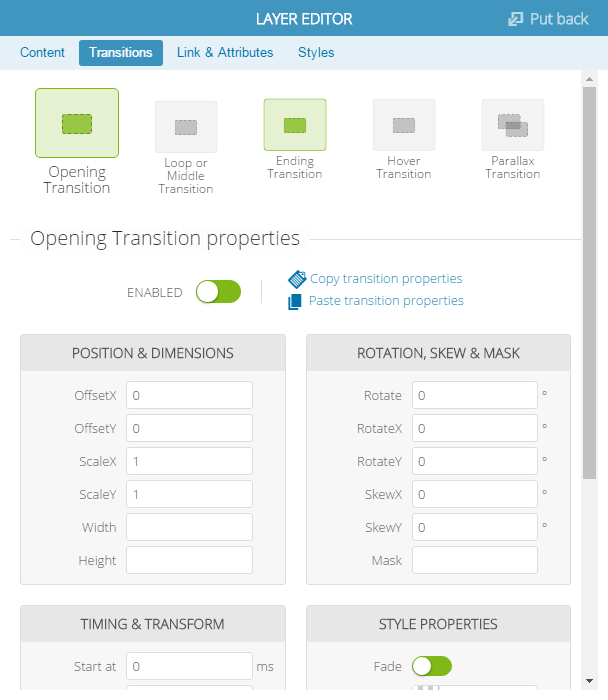 LAYER EDITOR
Put back
Content Transitions Link & Attributes Styles
Opening
Transition
Loop or
Middle
Transition
Ending
Transition
Hover
Transition
Parallax
Transition
Opening Transition properties
ENABLED
Copy transition properties
Paste transition properties
POSITION & DIMENSIONS
OffsetX 0
OffsetY 0
ScaleX 1
ScaleY 1
Width
Height
ROTATION, SKEW & MASK
Rotate 0 °
RotateX 0 °
RotateY 0 °
SkewX 0 °
SkewY 0 °
Mask
TIMING & TRANSFORM
Start at 0 ms
STYLE PROPERTIES
Fade